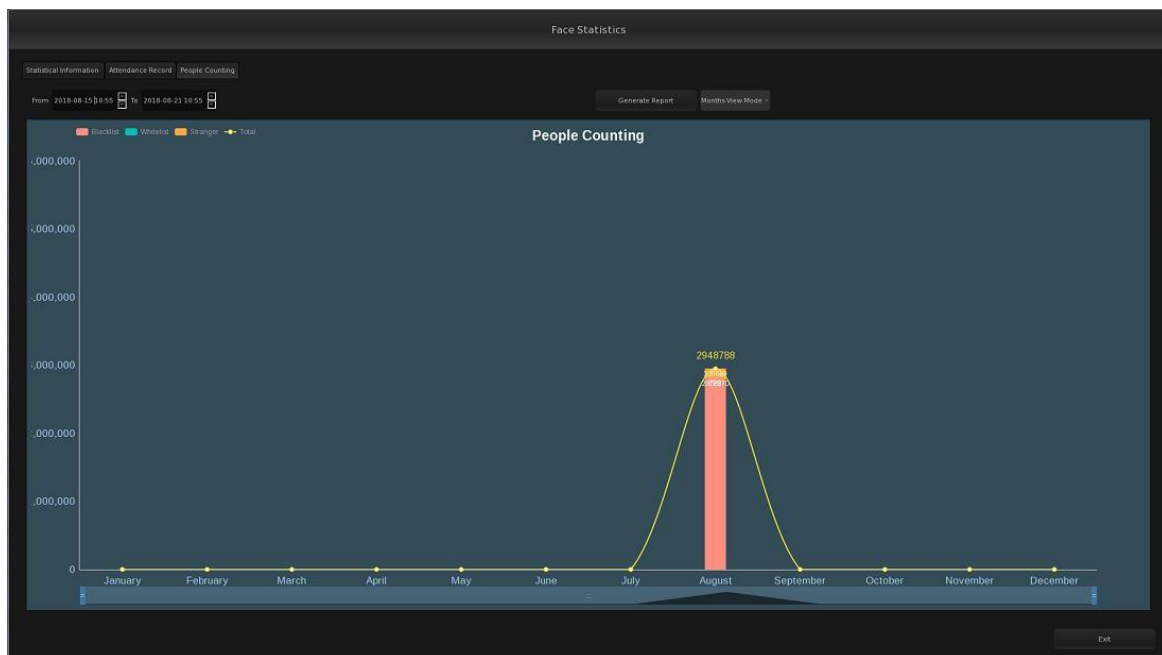 Face Statistics
Statistical Information Attendance Record People Counting
From 2018-08-15 10:55 To 2018-08-21 10:55 Generate Report Months View Mode
Blacklist Whitelist Stranger Total
People Counting
,000,000
,000,000
,000,000
,000,000
,000,000
,000,000
0
2948788
January February March April May June July August September October November December
Exit